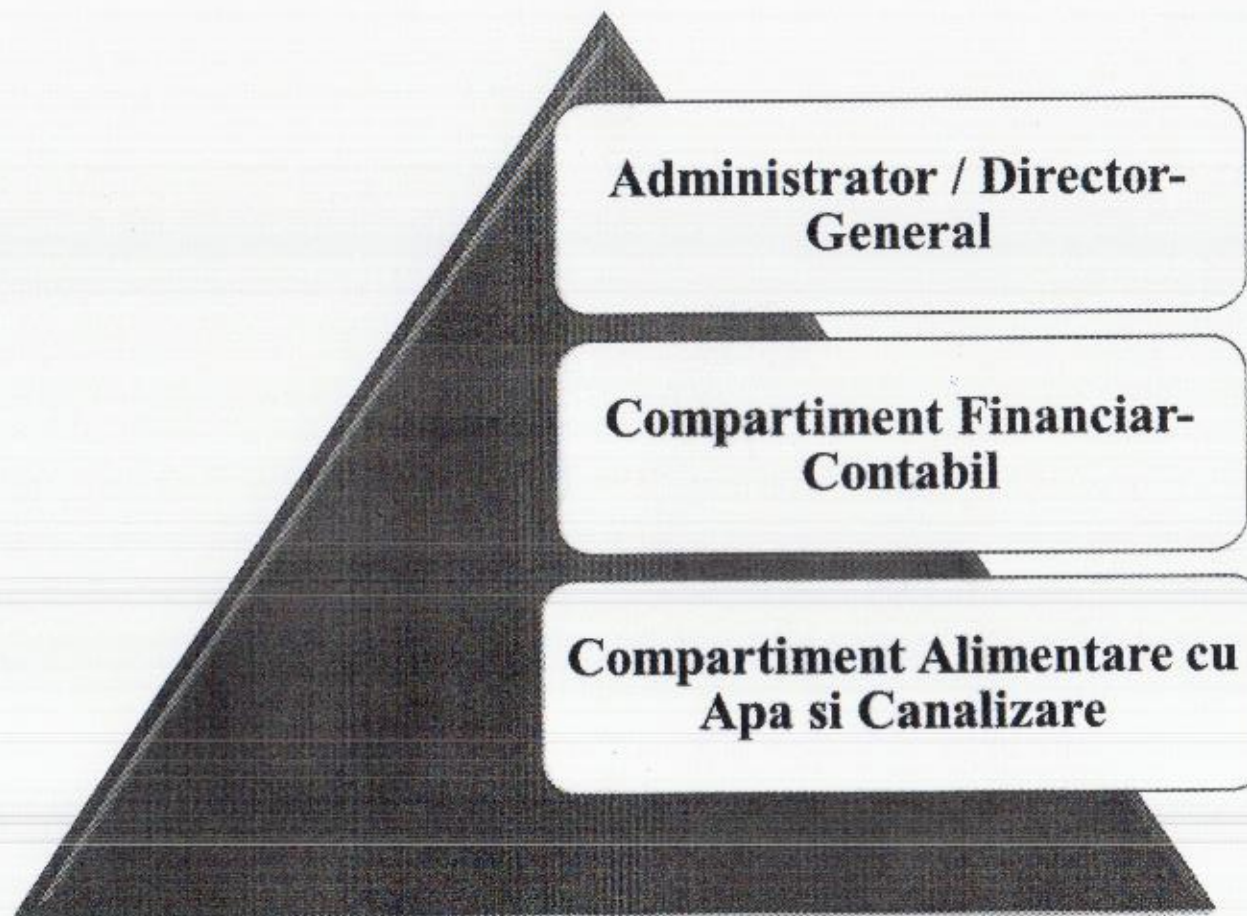 Administrator / Director-
General
Compartiment Financiar-
Contabil
Compartiment Alimentare cu
Apa si Canalizare